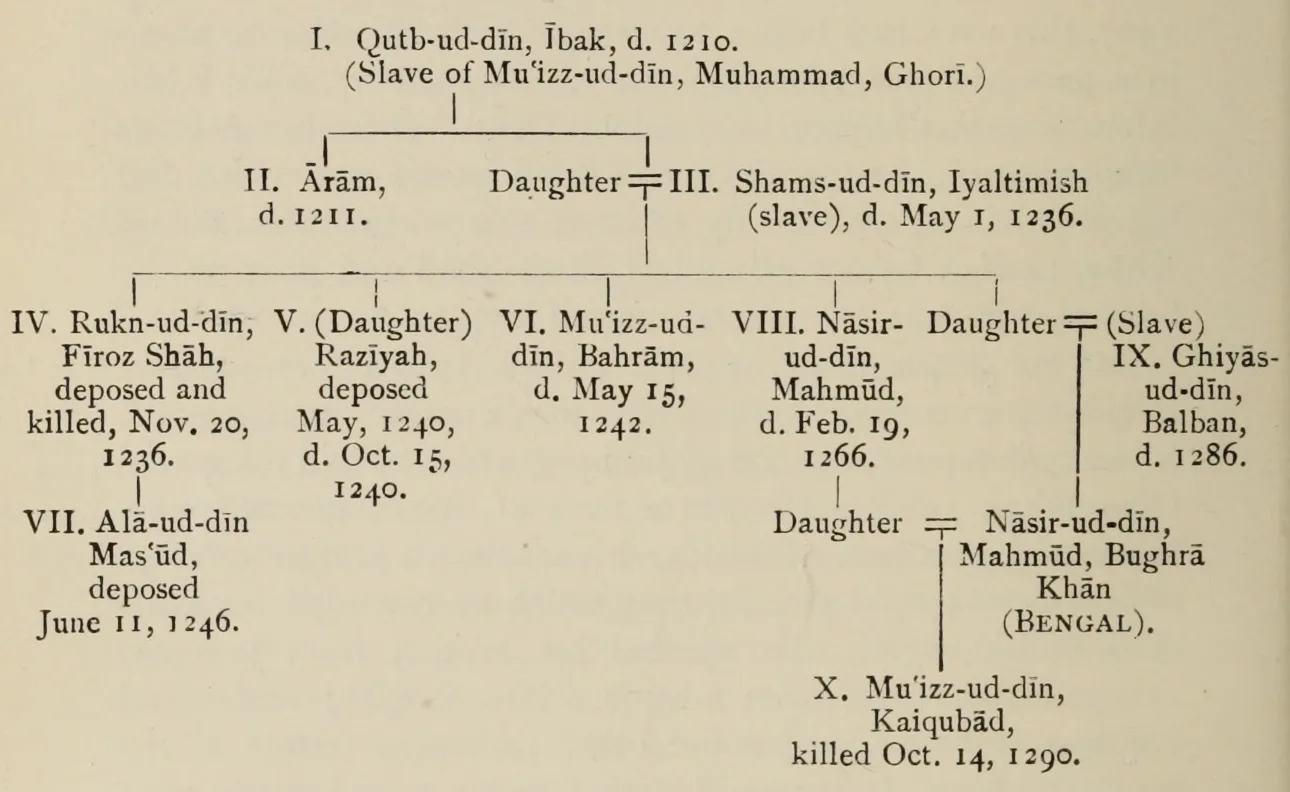 I. Qutb-ud-dīn, Ībak, d. 1210.
(Slave of Mu‘izz-ud-dīn, Muhammad, Ghorī.)
II. Ārām,
d. 1211.
Daughter = III. Shams-ud-dīn, Iyaltimish
(slave), d. May 1, 1236.
IV. Rukn-ud-dīn,
Fīroz Shāh,
deposed and
killed, Nov. 20,
1236.
V. (Daughter)
Razīyah,
deposed
May, 1240,
d. Oct. 15,
1240.
VI. Mu‘izz-ud-
dīn, Bahrām,
d. May 15,
1242.
VIII. Nāsir-
ud-dīn,
Mahmūd,
d. Feb. 19,
1266.
Daughter = (Slave)
IX. Ghiyās-
ud-dīn,
Balban,
d. 1286.
VII. Alā-ud-dīn
Mas‘ūd,
deposed
June 11, 1246.
Daughter = Nāsir-ud-dīn,
Mahmūd, Bughrā
Khān
(BENGAL).
X. Mu'izz-ud-dīn,
Kaiqubād,
killed Oct. 14, 1290.